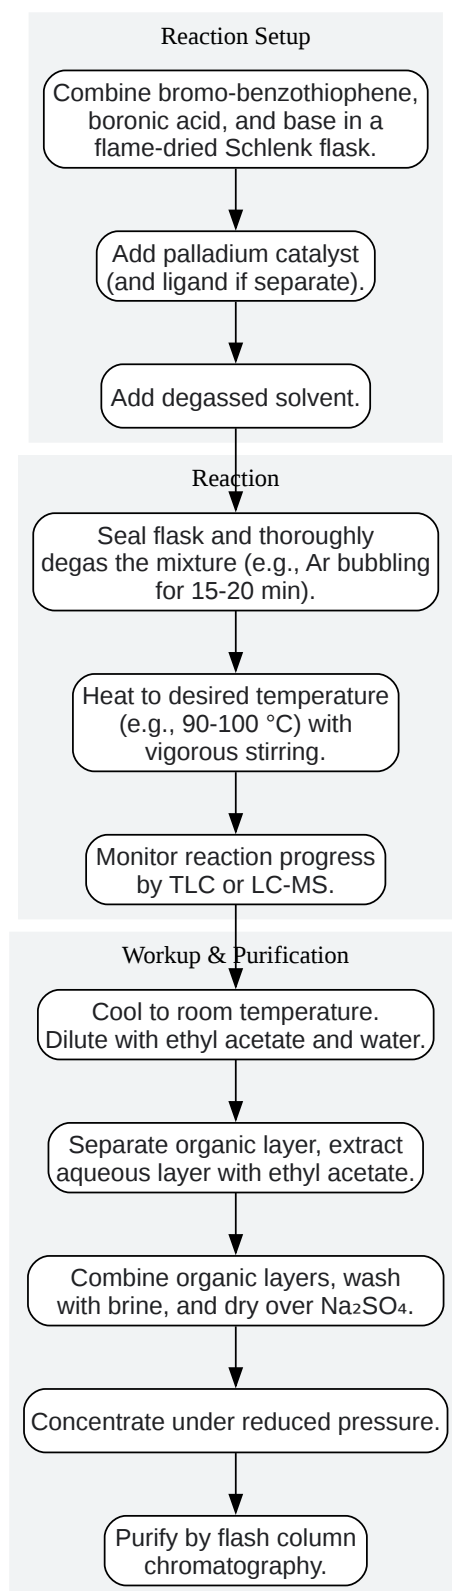 Reaction Setup
Combine bromo-benzothiophene,
boronic acid, and base in a
flame-dried Schlenk flask.
Add palladium catalyst
(and ligand if separate).
Add degassed solvent.
Reaction
Seal flask and thoroughly
degas the mixture (e.g., Ar bubbling
for 15-20 min).
Heat to desired temperature
(e.g., 90-100 °C) with
vigorous stirring.
Monitor reaction progress
by TLC or LC-MS.
Workup & Purification
Cool to room temperature.
Dilute with ethyl acetate and water.
Separate organic layer, extract
aqueous layer with ethyl acetate.
Combine organic layers, wash
with brine, and dry over Na₂SO₄.
Concentrate under reduced pressure.
Purify by flash column
chromatography.